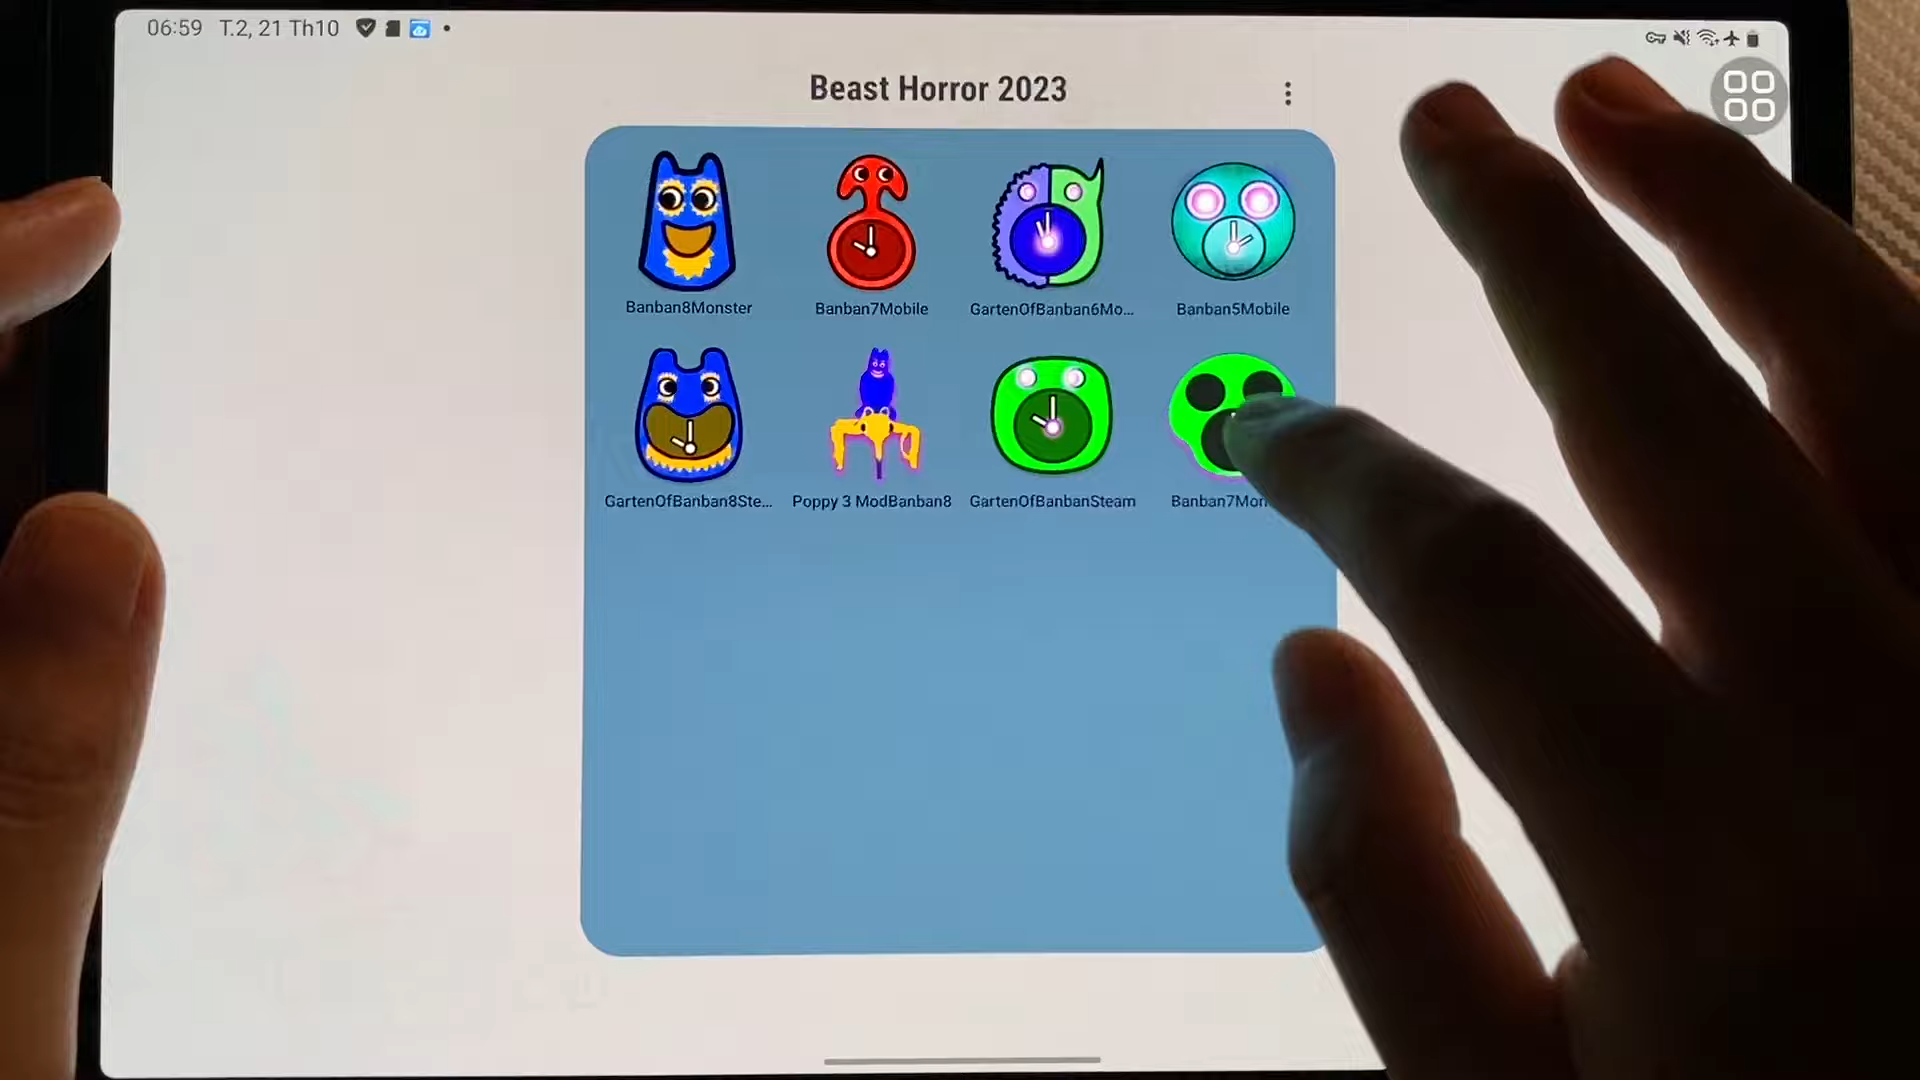 06:59 T.2, 21 Th10
Beast Horror 2023
Banban8Monster Banban7Mobile GartenOfBanban6Mo... Banban5Mobile
GartenOfBanban8Ste... Poppy 3 ModBanban8 GartenOfBanbanSteam Banban7Mon